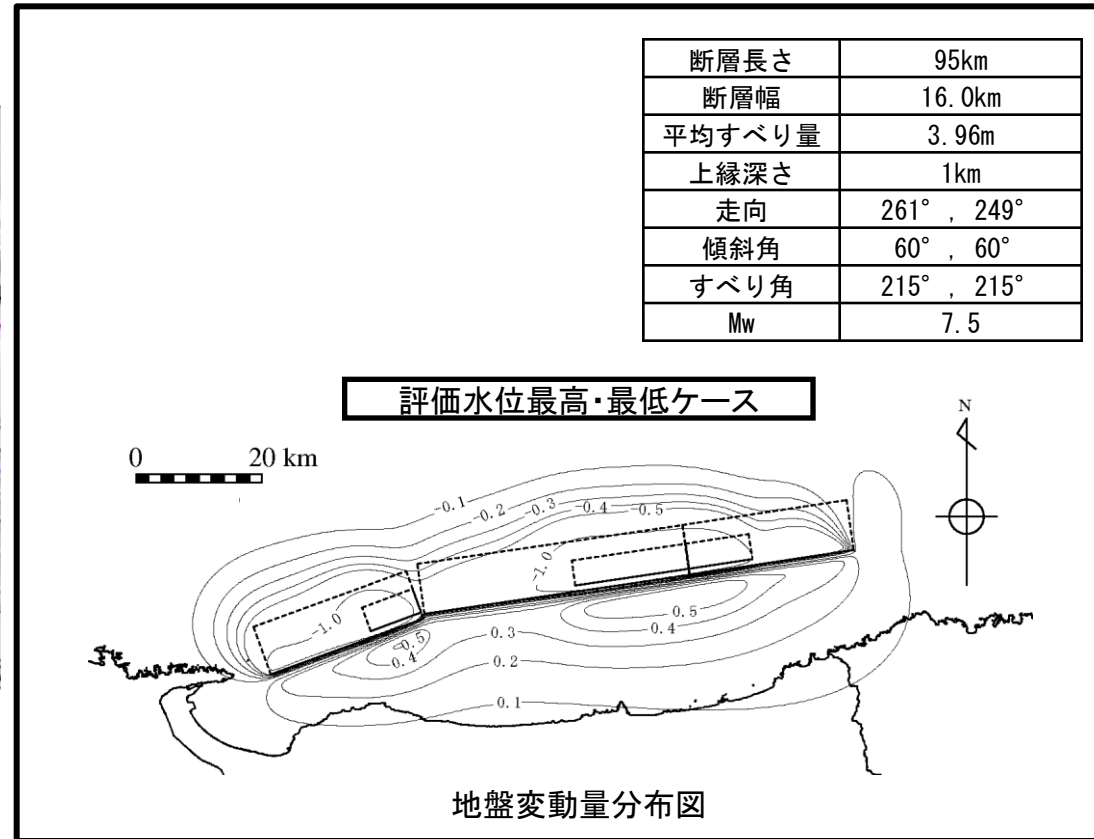 断層長さ 95km
断層幅 16.0km
平均すべり量 3.96m
上縁深さ 1km
走向 261° , 249°
傾斜角 60° , 60°
すべり角 215° , 215°
Mw 7.5
評価水位最高・最低ケース
N
0 20 km
-0.1
-0.2
-0.3
-0.4
-0.5
-1.0
-1.0
0.5
0.4
0.5
0.4
0.3
0.2
0.1
0.1
地盤変動量分布図